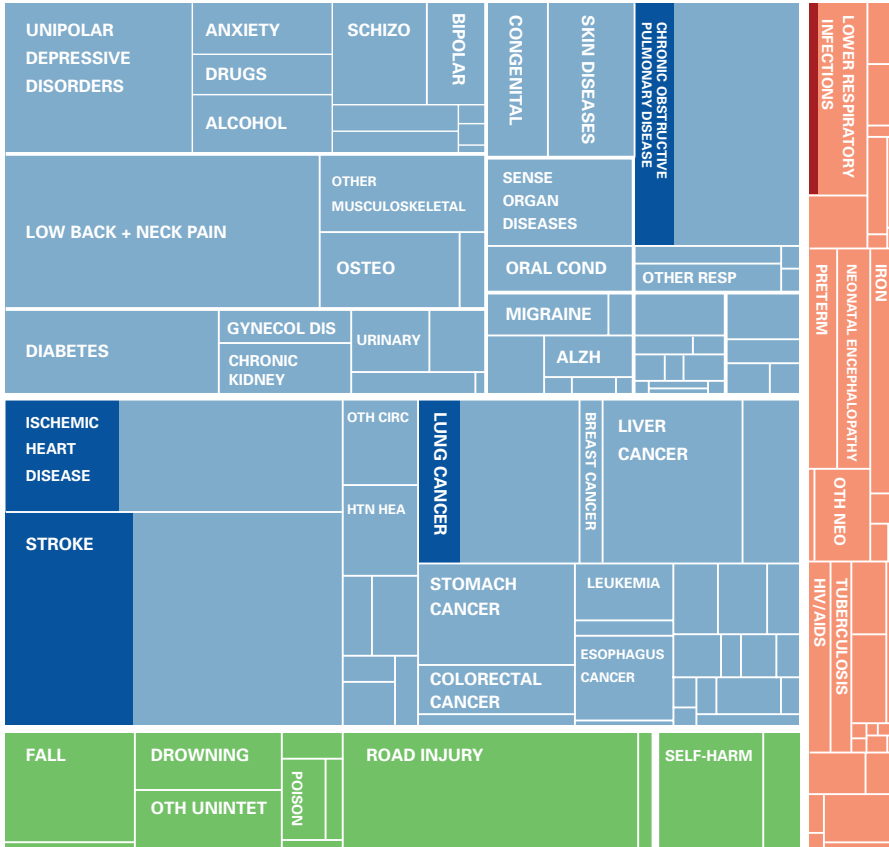 UNIPOLAR
DEPRESSIVE
DISORDERS
ANXIETY
DRUGS
ALCOHOL
SCHIZO
BIPOLAR
LOW BACK + NECK PAIN
OTHER
MUSCULOSKELETAL
OSTEO
DIABETES
GYNECOL DIS
CHRONIC
KIDNEY
URINARY
CONGENITAL
SKIN DISEASES
CHRONIC OBSTRUCTIVE
PULMONARY DISEASE
SENSE
ORGAN
DISEASES
ORAL COND
OTHER RESP
MIGRAINE
ALZH
ISCHEMIC
HEART
DISEASE
STROKE
OTH CIRC
HTN HEA
LUNG CANCER
BREAST CANCER
LIVER
CANCER
STOMACH
CANCER
COLORECTAL
CANCER
LEUKEMIA
ESOPHAGUS
CANCER
FALL
DROWNING
OTH UNINTET
POISON
ROAD INJURY
SELF-HARM
LOWER RESPIRATORY
INFECTIONS
PRETERM
NEONATAL ENCEPHALOPATHY
IRON
OTH NEO
HIV/AIDS
TUBERCULOSIS